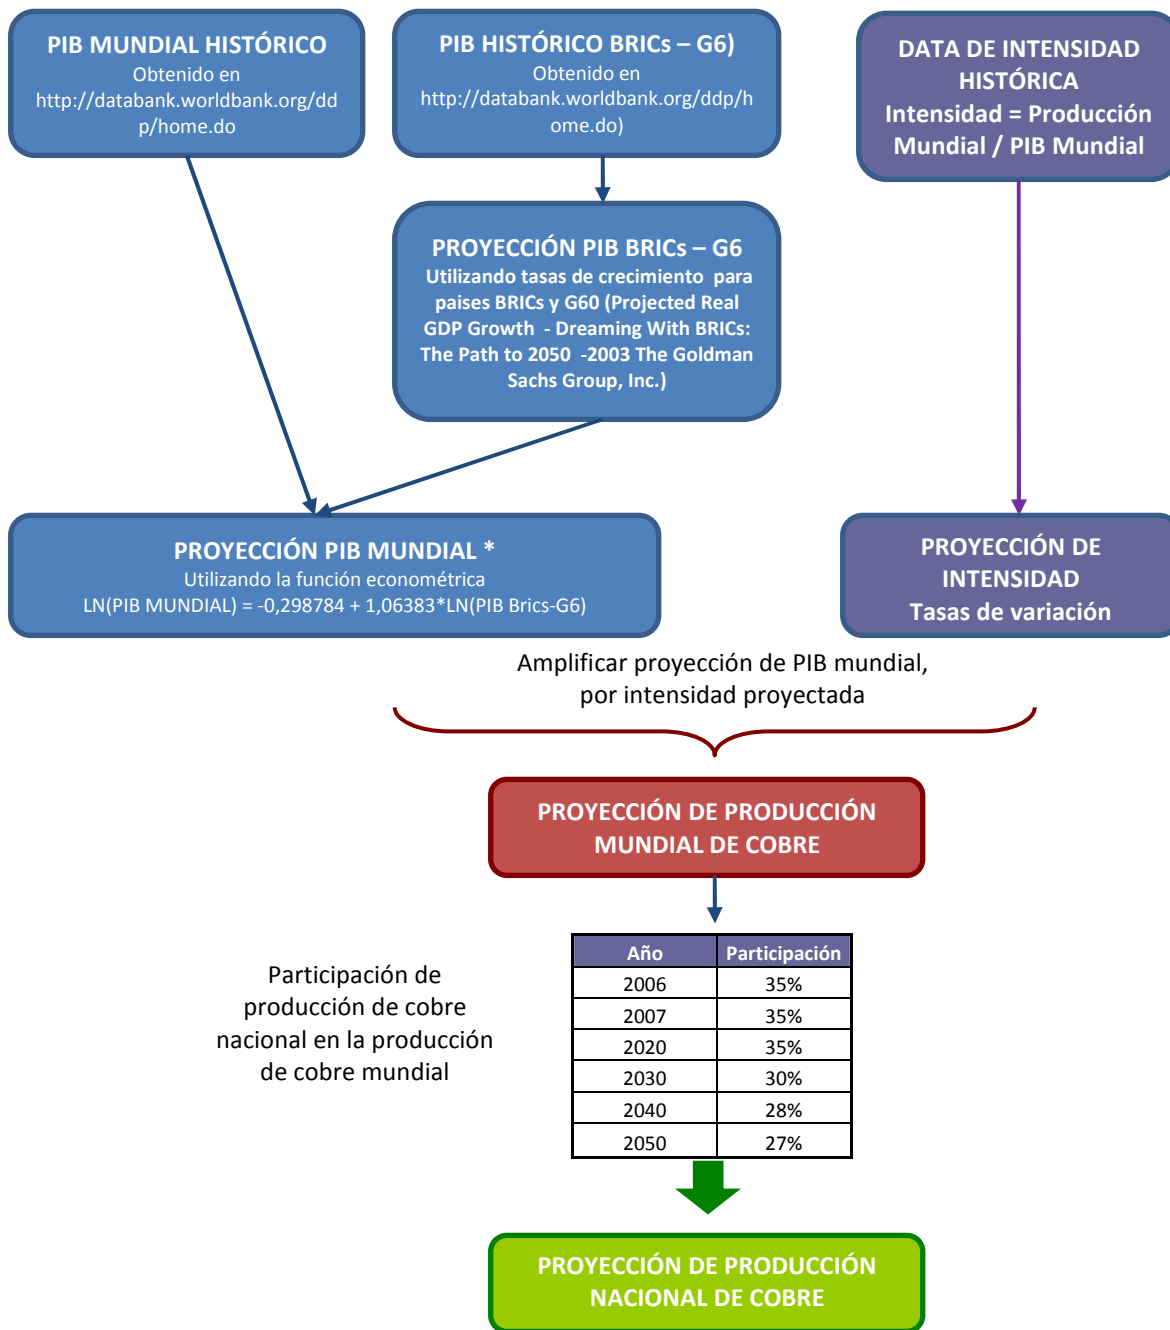 PIB MUNDIAL HISTÓRICO
Obtenido en
http://databank.worldbank.org/dd
p/home.do
PIB HISTÓRICO BRICs – G6)
Obtenido en
http://databank.worldbank.org/ddp/h
ome.do)
DATA DE INTENSIDAD
HISTÓRICA
Intensidad = Producción
Mundial / PIB Mundial
PROYECCIÓN PIB BRICs – G6
Utilizando tasas de crecimiento para
paises BRICs y G60 (Projected Real
GDP Growth - Dreaming With BRICs:
The Path to 2050 -2003 The Goldman
Sachs Group, Inc.)
PROYECCIÓN PIB MUNDIAL *
Utilizando la función econométrica
LN(PIB MUNDIAL) = -0,298784 + 1,06383*LN(PIB Brics-G6)
PROYECCIÓN DE
INTENSIDAD
Tasas de variación
Amplificar proyección de PIB mundial,
por intensidad proyectada
PROYECCIÓN DE PRODUCCIÓN
MUNDIAL DE COBRE
Participación de
producción de cobre
nacional en la producción
de cobre mundial
Año Participación
2006 35%
2007 35%
2020 35%
2030 30%
2040 28%
2050 27%
PROYECCIÓN DE PRODUCCIÓN
NACIONAL DE COBRE